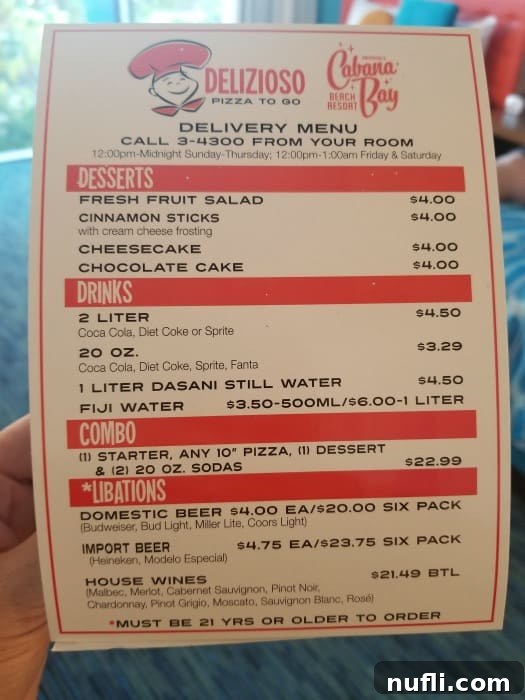 DELIZIOSO
PIZZA TO GO
Cabana
Bay
BEACH
RESORT
DELIVERY MENU
CALL 3-4300 FROM YOUR ROOM
12:00pm-Midnight Sunday-Thursday; 12:00pm-1:00am Friday & Saturday
DESSERTS
FRESH FRUIT SALAD $4.00
CINNAMON STICKS $4.00
with cream cheese frosting
CHEESECAKE $4.00
CHOCOLATE CAKE $4.00
DRINKS
2 LITER $4.50
Coca Cola, Diet Coke or Sprite
20 OZ. $3.29
Coca Cola, Diet Coke, Sprite, Fanta
1 LITER DASANI STILL WATER $4.50
FIJI WATER $3.50-500ML/$6.00-1 LITER
COMBO
(1) STARTER, ANY 10" PIZZA, (1) DESSERT
& (2) 20 OZ. SODAS $22.99
*LIBATIONS
DOMESTIC BEER $4.00 EA/$20.00 SIX PACK
(Budweiser, Bud Light, Miller Lite, Coors Light)
IMPORT BEER $4.75 EA/$23.75 SIX PACK
(Heineken, Modelo Especial)
HOUSE WINES $21.49 BTL
(Malbec, Merlot, Cabernet Sauvignon, Pinot Noir,
Chardonnay, Pinot Grigio, Moscato, Sauvignon Blanc, Rosé)
*MUST BE 21 YRS OR OLDER TO ORDER
nufli.com